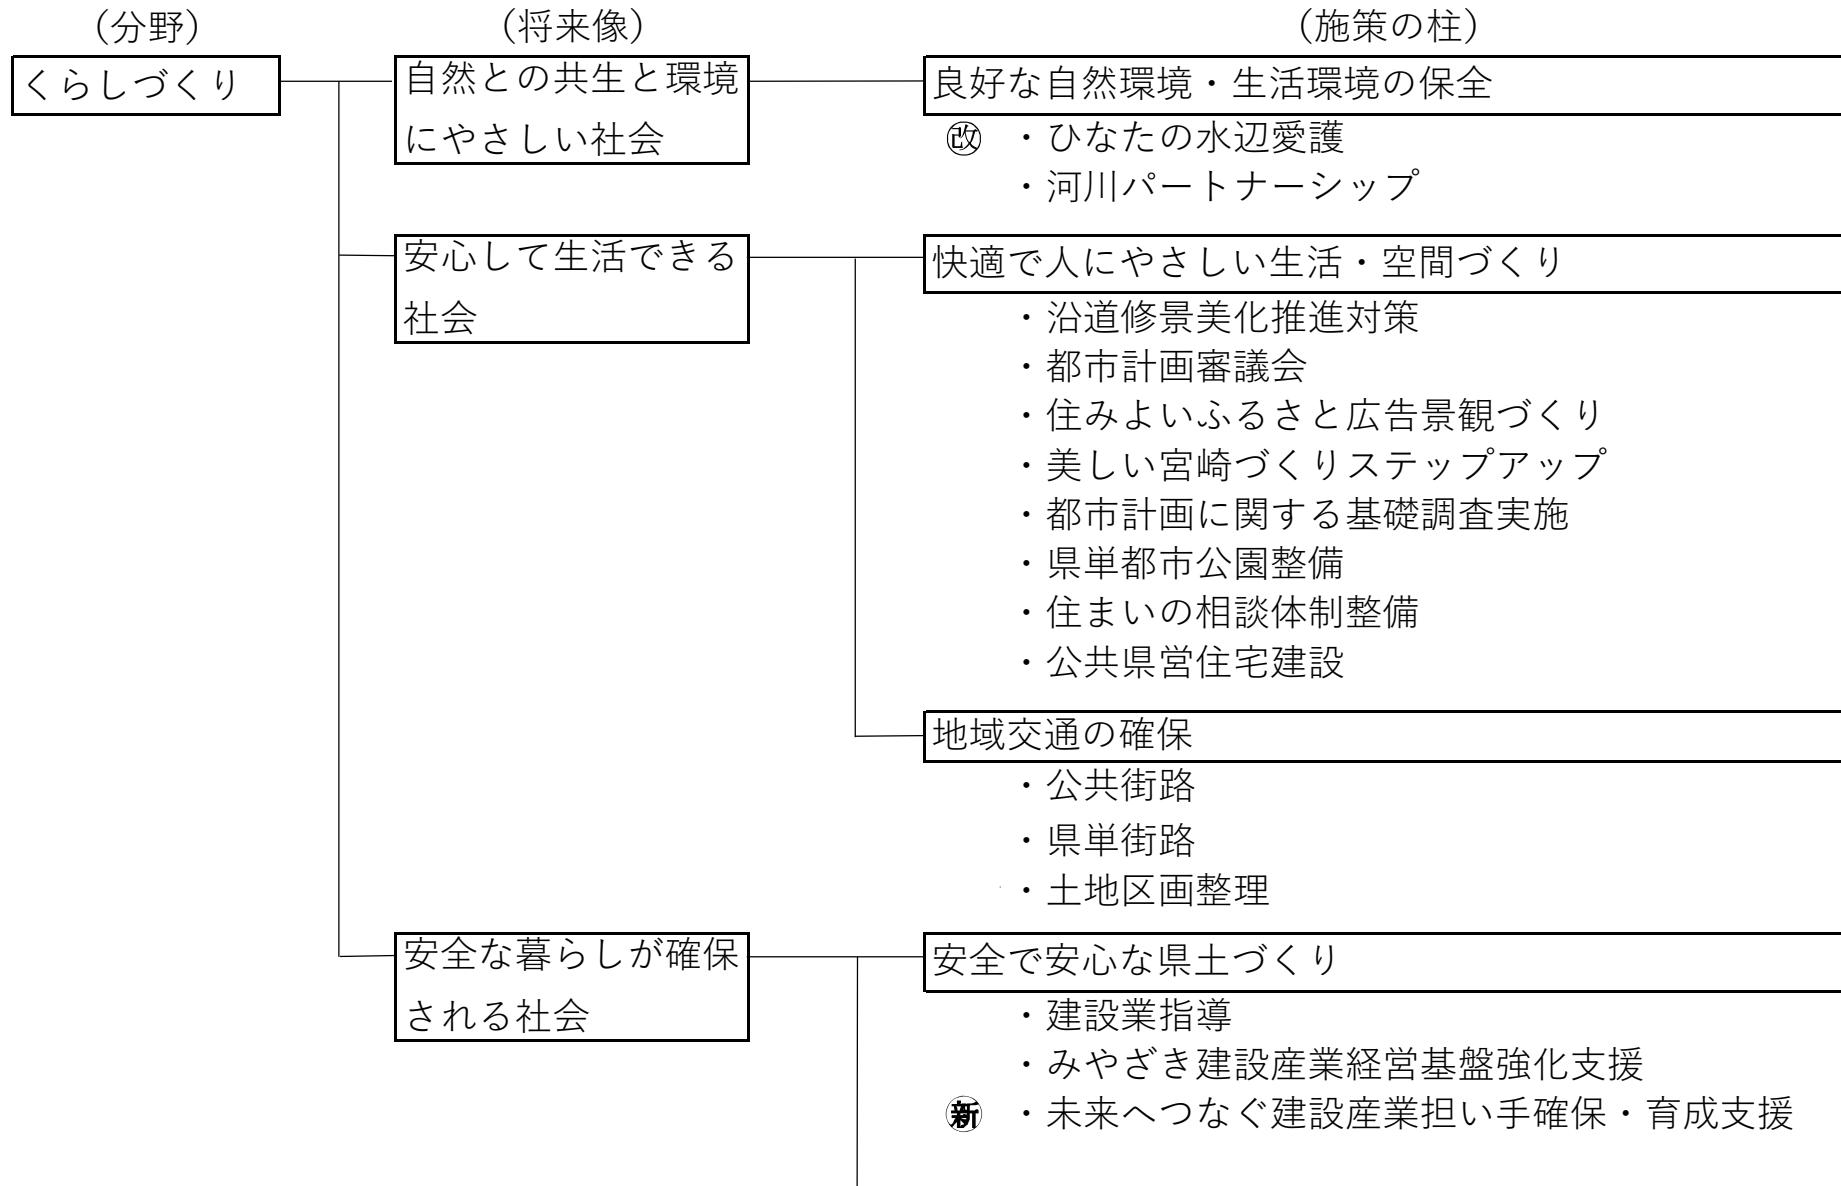 （分野）
（将来像）
（施策の柱）
くらしづくり
自然との共生と環境
にやさしい社会
良好な自然環境・生活環境の保全
㊢・ひなたの水辺愛護
・河川パートナーシップ
安心して生活できる
社会
快適で人にやさしい生活・空間づくり
・沿道修景美化推進対策
・都市計画審議会
・住みよいふるさと広告景観づくり
・美しい宮崎づくりステップアップ
・都市計画に関する基礎調査実施
・県単都市公園整備
・住まいの相談体制整備
・公共県営住宅建設
地域交通の確保
・公共街路
・県単街路
・土地区画整理
安全な暮らしが確保
される社会
安全で安心な県土づくり
・建設業指導
・みやざき建設産業経営基盤強化支援
新 ・未来へつなぐ建設産業担い手確保・育成支援